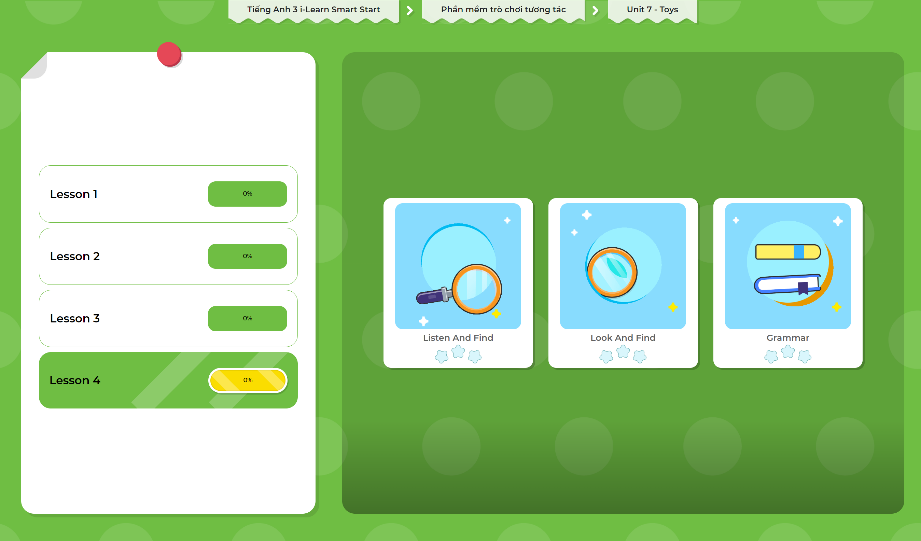 Tiếng Anh 3 i-Learn Smart Start
Phần mềm trò chơi tương tác
Unit 7 - Toys
Lesson 1
0%
Lesson 2
0%
Lesson 3
0%
Lesson 4
0%
Listen And Find
Look And Find
Grammar